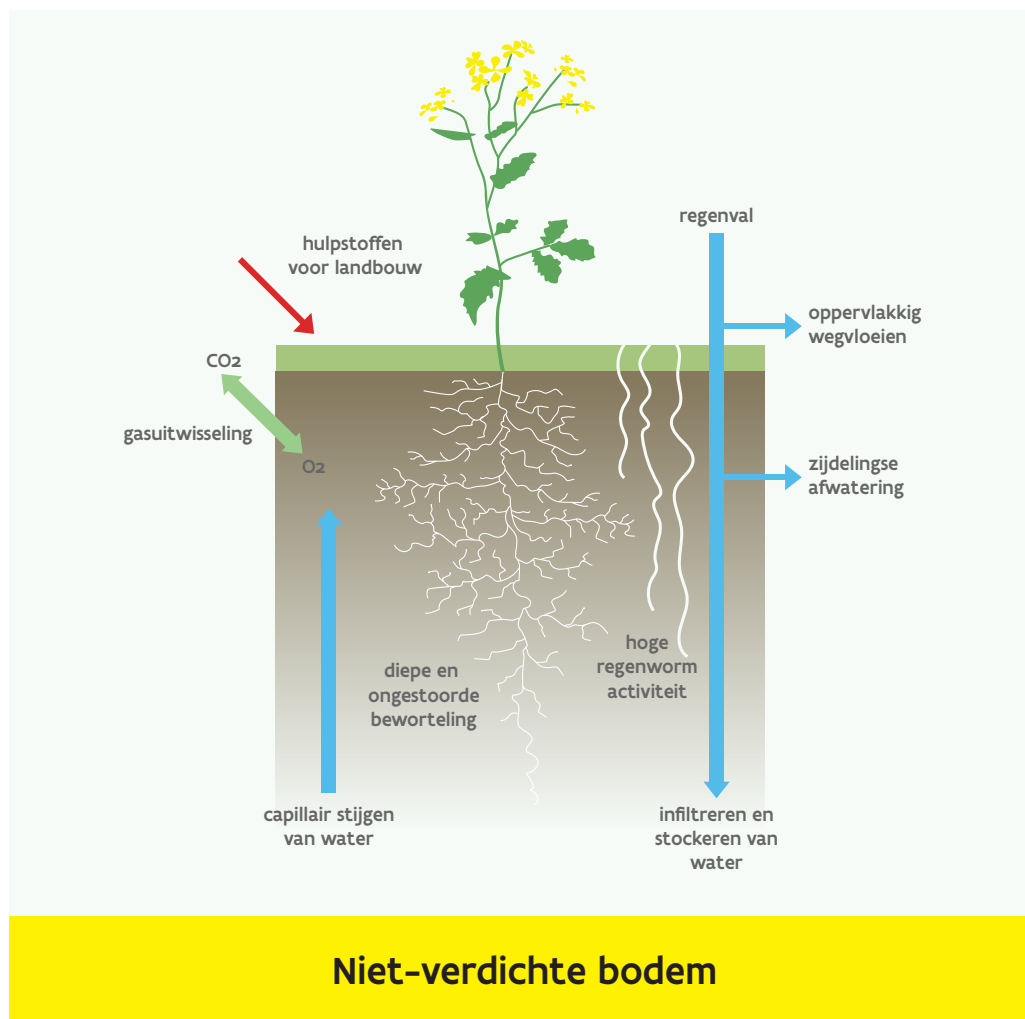 regenval
hulpstoffen
voor landbouw
oppervlakkig
wegvloeien
CO2
gasuitwisseling
O2
zijdelingse
afwatering
hoge
regenworm
activiteit
diepe en
ongestoorde
beworteling
capillair stijgen
van water
infiltreren en
stockeren van
water
Niet-verdichte bodem